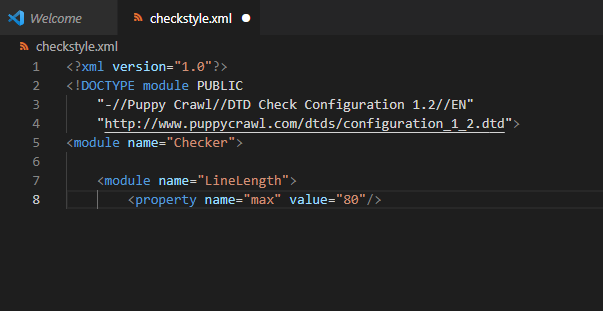 Welcome
checkstyle.xml
checkstyle.xml
1 <?xml version="1.0"?>
2 <!DOCTYPE module PUBLIC
3 "-//Puppy Crawl//DTD Check Configuration 1.2//EN"
4 "http://www.puppycrawl.com/dtds/configuration_1_2.dtd">
5 <module name="Checker">
6
7 <module name="LineLength">
8 <property name="max" value="80"/>